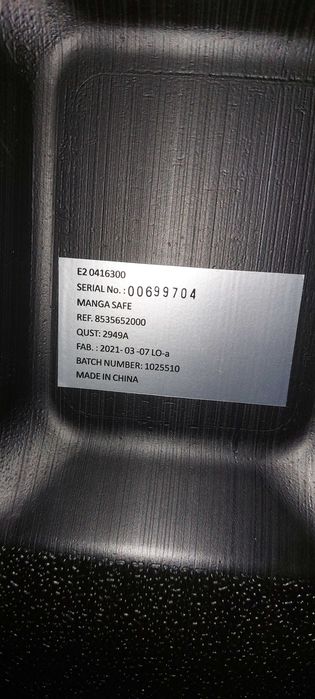 E2 0416300
SERIAL No. : 00699704
MANGA SAFE
REF. 8535652000
QUST: 2949A
FAB. : 2021- 03 -07 LO-a
BATCH NUMBER: 1025510
MADE IN CHINA